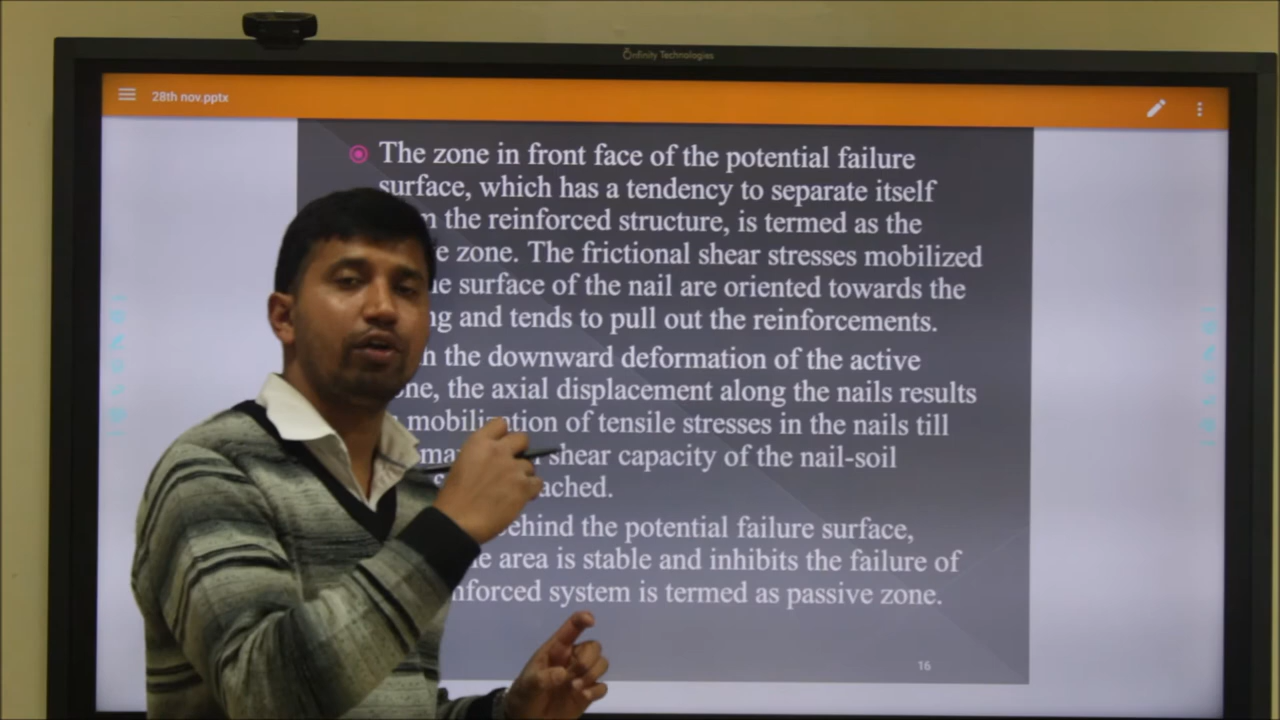 Önfinity Technologies
28th nov.pptx
The zone in front face of the potential failure
surface, which has a tendency to separate itself
the reinforced structure, is termed as the
zone. The frictional shear stresses mobilized
surface of the nail are oriented towards the
and tends to pull out the reinforcements.
the downward deformation of the active
the axial displacement along the nails results
mobilization of tensile stresses in the nails till
shear capacity of the nail-soil
behind the potential failure surface,
area is stable and inhibits the failure of
system is termed as passive zone.
16